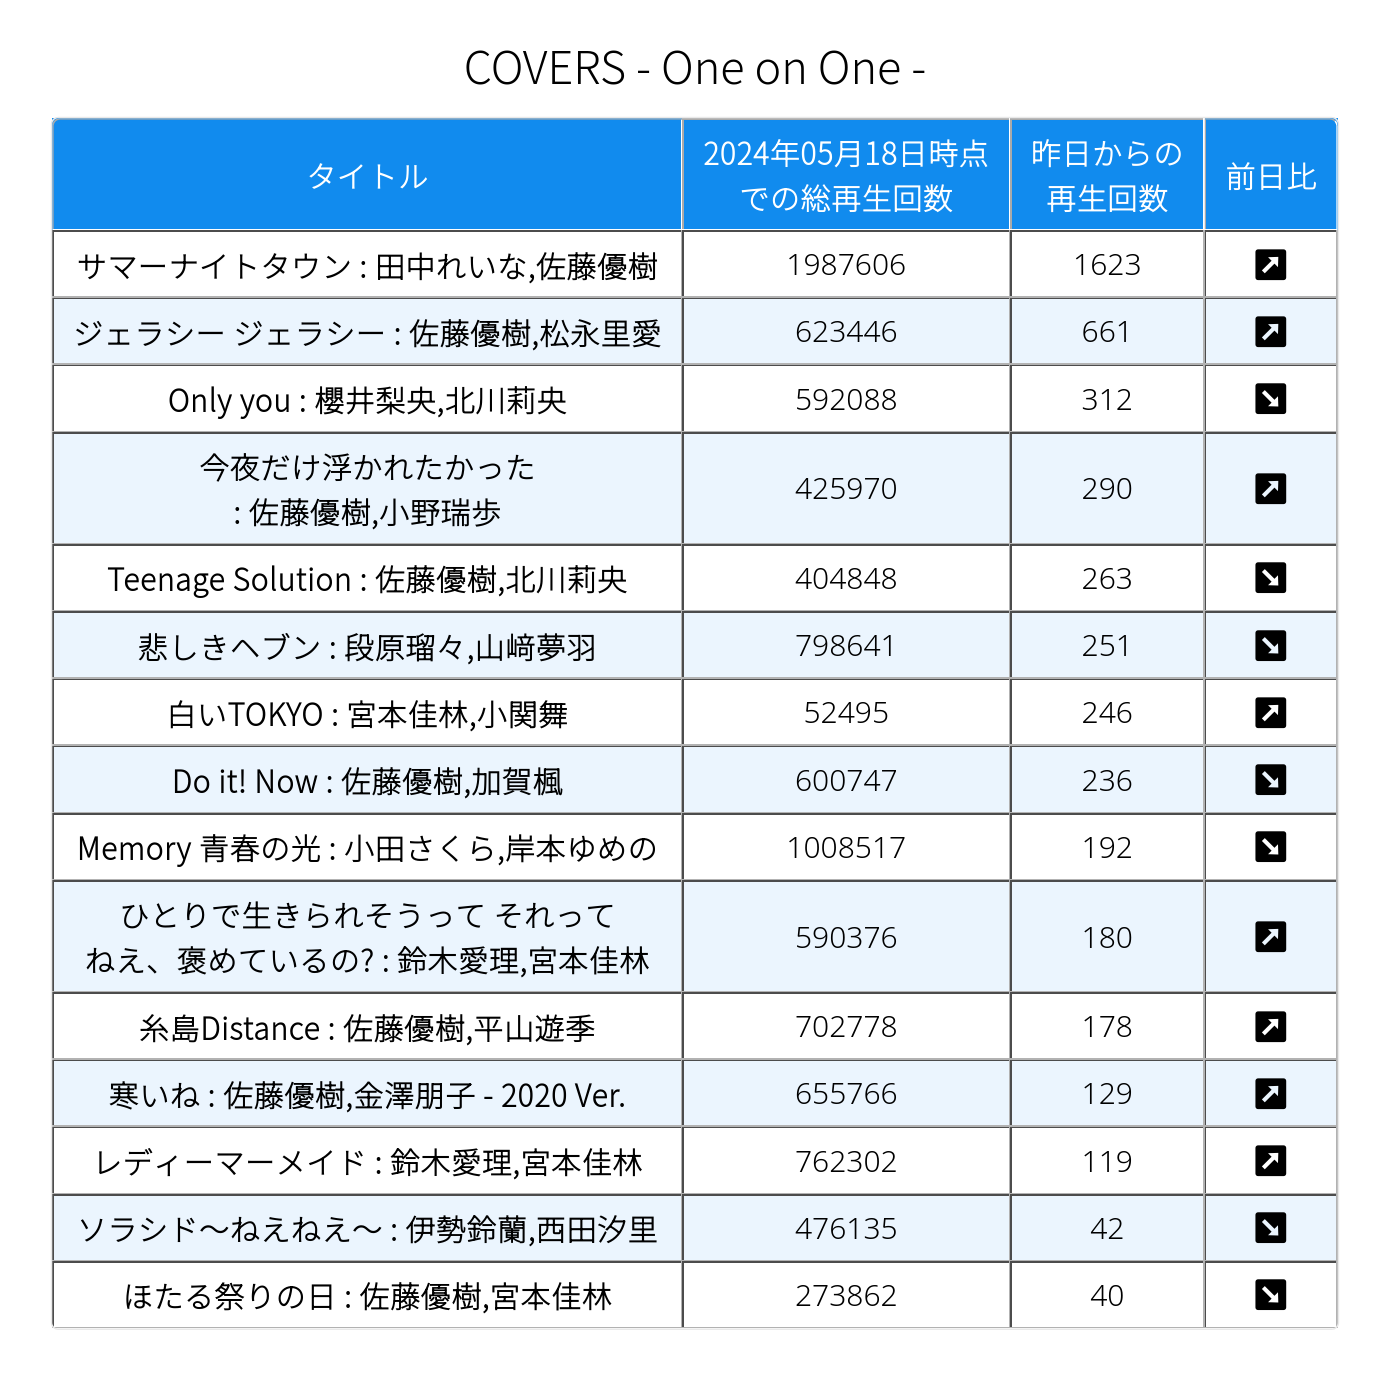 COVERS - One on One -
タイトル
2024年05月18日時点
での総再生回数
昨日からの
再生回数
前日比
サマーナイトタウン : 田中れいな,佐藤優樹
1987606
1623
ジェラシー ジェラシー : 佐藤優樹,松永里愛
623446
661
Only you : 櫻井梨央,北川莉央
592088
312
今夜だけ浮かれたかった
: 佐藤優樹,小野瑞歩
425970
290
Teenage Solution : 佐藤優樹,北川莉央
404848
263
悲しきヘブン : 段原瑠々,山﨑夢羽
798641
251
白いTOKYO : 宮本佳林,小関舞
52495
246
Do it! Now : 佐藤優樹,加賀楓
600747
236
Memory 青春の光 : 小田さくら,岸本ゆめの
1008517
192
ひとりで生きられそうって それって
ねえ、褒めているの? : 鈴木愛理,宮本佳林
590376
180
糸島Distance : 佐藤優樹,平山遊季
702778
178
寒いね : 佐藤優樹,金澤朋子 - 2020 Ver.
655766
129
レディーマーメイド : 鈴木愛理,宮本佳林
762302
119
ソラシド〜ねえねえ〜 : 伊勢鈴蘭,西田汐里
476135
42
ほたる祭りの日 : 佐藤優樹,宮本佳林
273862
40